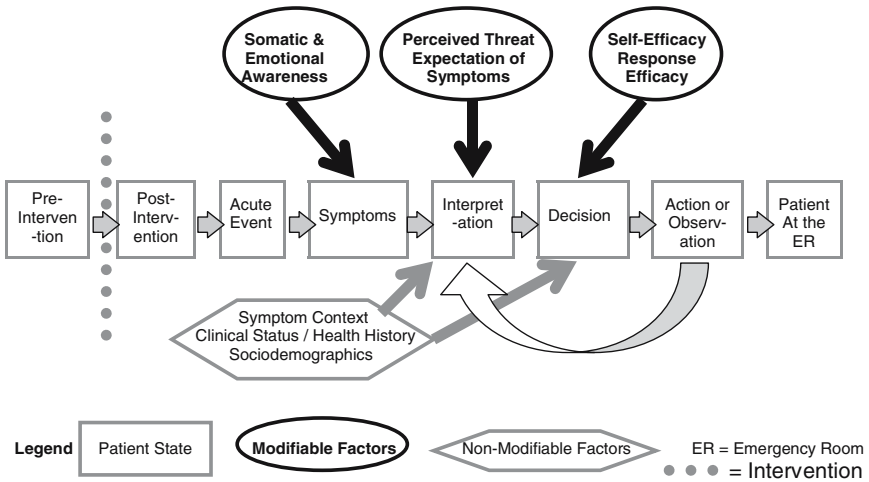 Somatic &
Emotional
Awareness
Perceived Threat
Expectation of
Symptoms
Self-Efficacy
Response
Efficacy
Pre-
Interven
-tion
Post-
Interv-
ention
Acute
Event
Symptoms
Interpret
-ation
Decision
Action or
Observ-
ation
Patient
At the
ER
Symptom Context
Clinical Status / Health History
Sociodemographics
Legend
Patient State
Modifiable Factors
Non-Modifiable Factors
ER = Emergency Room
= Intervention